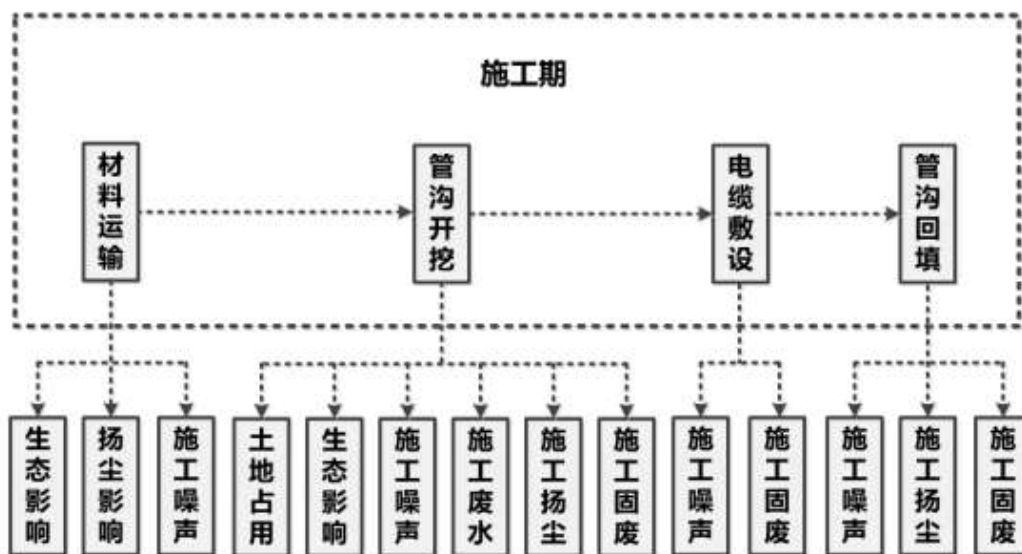 施工期
材料运输
管沟开挖
电缆敷设
管沟回填
生态影响
扬尘影响
施工噪声
土地占用
生态影响
施工噪声
施工废水
施工扬尘
施工固废
施工噪声
施工固废
施工噪声
施工扬尘
施工固废